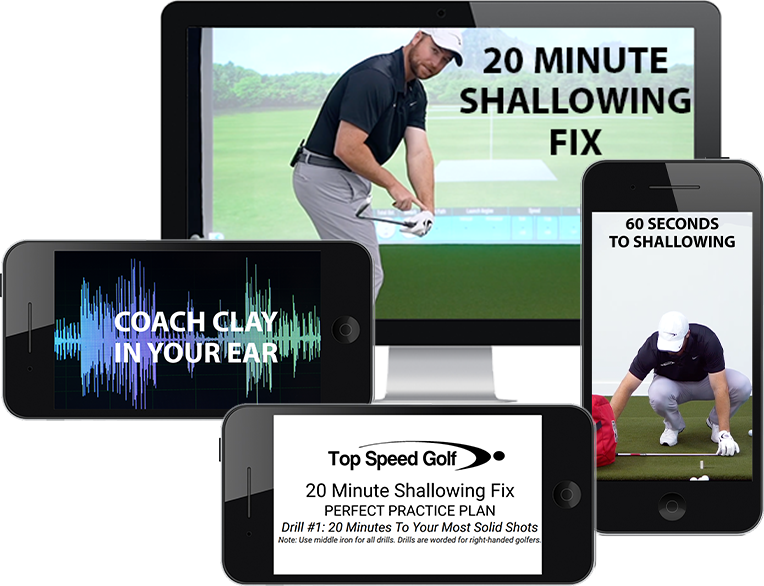 20 MINUTE
SHALLOWING
FIX
60 SECONDS
TO SHALLOWING
COACH CLAY
IN YOUR EAR
Top Speed Golf
20 Minute Shallowing Fix
PERFECT PRACTICE PLAN
Drill #1: 20 Minutes To Your Most Solid Shots
Note: Use middle iron for all drills. Drills are worded for right-handed golfers.